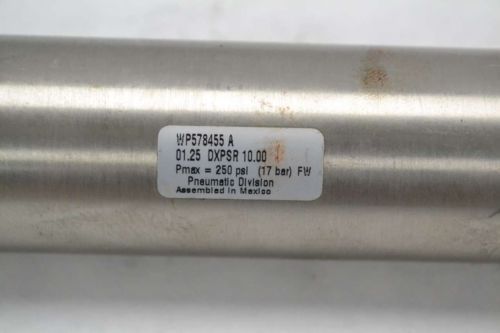 WP578455 A
01.25 DXPSR 10.00
Pmax = 250 psi (17 bar) FW
Pneumatic Division
Assembled in Mexico